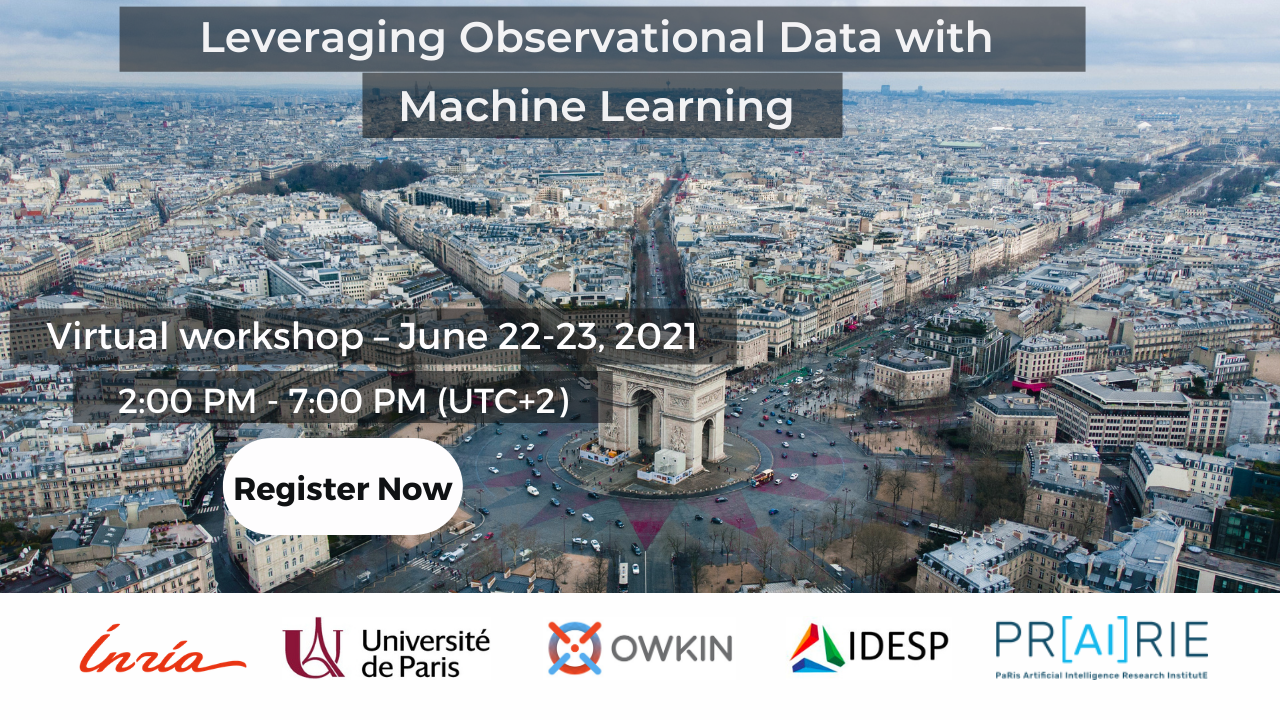 Leveraging Observational Data with
Machine Learning
Virtual workshop – June 22-23, 2021
2:00 PM - 7:00 PM (UTC+2)
Register Now
Inria
Université
de Paris
OWKIN
IDESP
PR[AI]RIE
PaRis Artificial Intelligence Research InstitutE